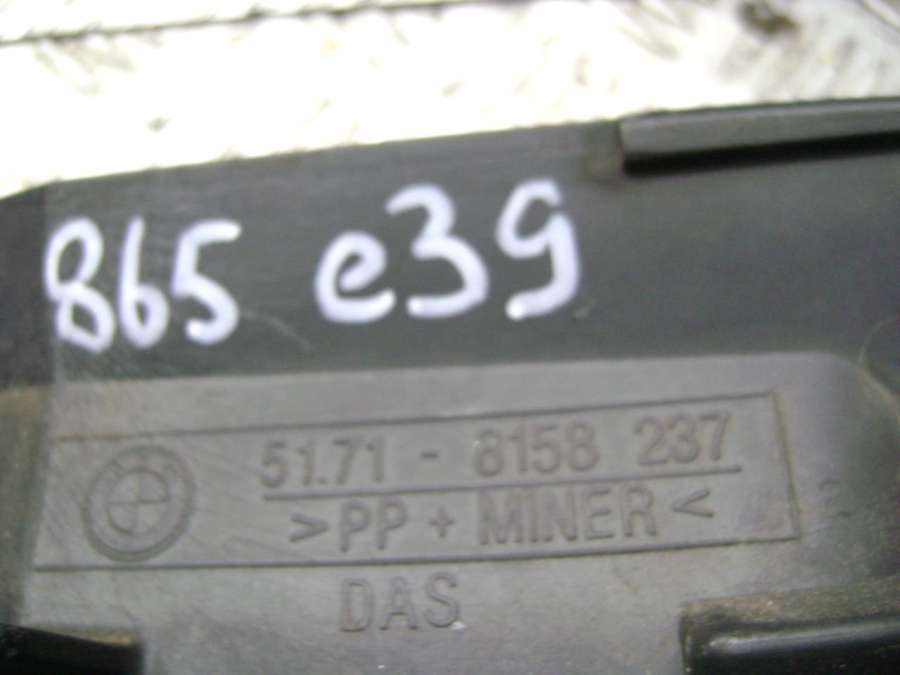 865 e39
51.71 - 8158 237
>PP + MINER<
DAS